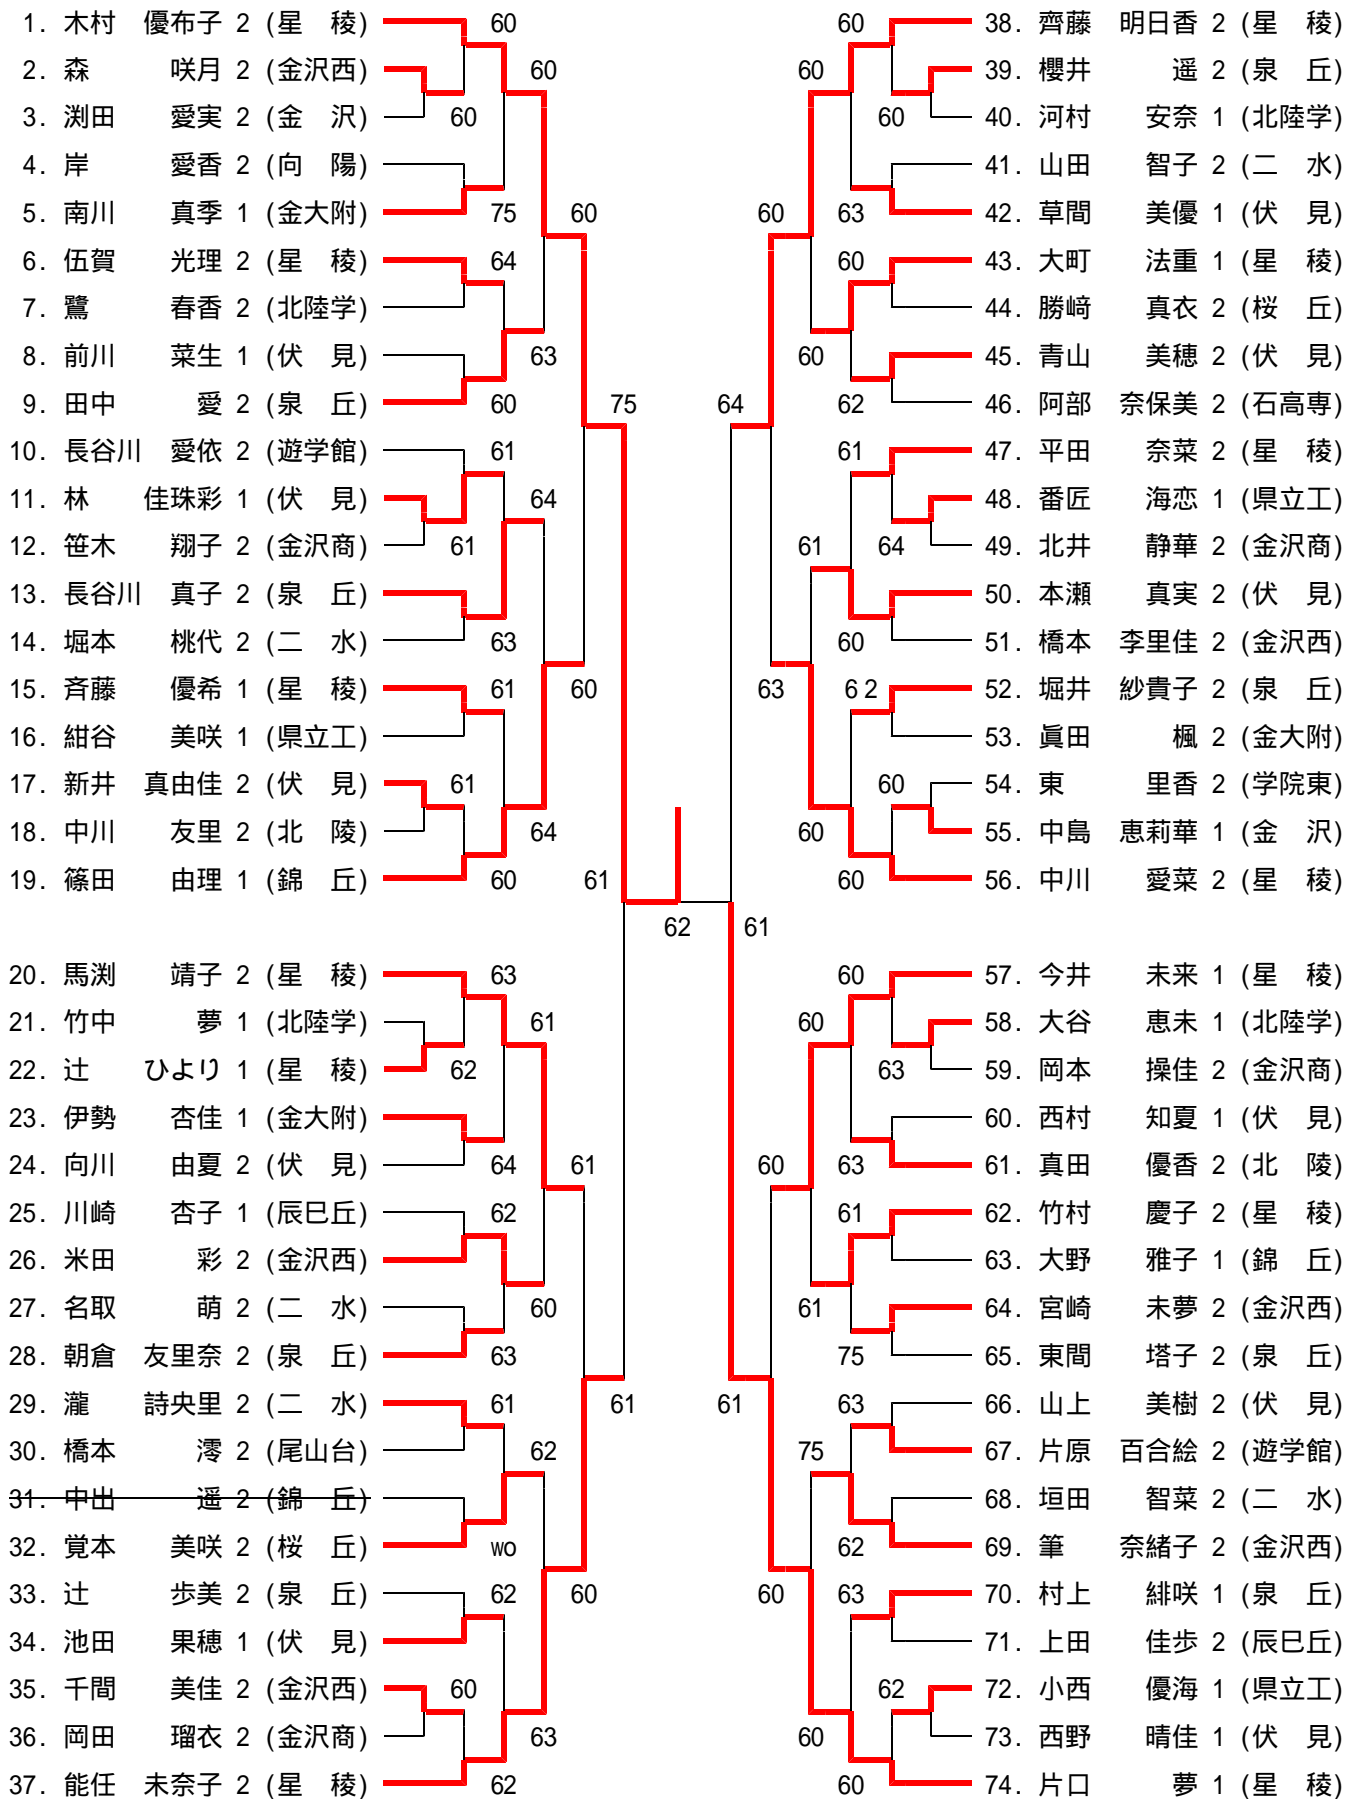 1. 木村 優布子 2 (星 稜) 60 60 38. 齊藤 明日香 2 (星 稜)
2. 森 咲月 2 (金沢西) 60 60 39. 櫻井 遥 2 (泉 丘)
3. 渕田 愛実 2 (金 沢) 60 60 40. 河村 安奈 1 (北陸学)
4. 岸 愛香 2 (向 陽) 41. 山田 智子 2 (二 水)
5. 南川 真季 1 (金大附) 75 60 60 63 42. 草間 美優 1 (伏 見)
6. 伍賀 光理 2 (星 稜) 64 60 43. 大町 法重 1 (星 稜)
7. 鷺 春香 2 (北陸学) 44. 勝﨑 真衣 2 (桜 丘)
8. 前川 菜生 1 (伏 見) 63 60 45. 青山 美穂 2 (伏 見)
9. 田中 愛 2 (泉 丘) 60 75 64 62 46. 阿部 奈保美 2 (石高専)
10. 長谷川 愛依 2 (遊学館) 61 61 47. 平田 奈菜 2 (星 稜)
11. 林 佳珠彩 1 (伏 見) 64 48. 番匠 海恋 1 (県立工)
12. 笹木 翔子 2 (金沢商) 61 61 64 49. 北井 静華 2 (金沢商)
13. 長谷川 真子 2 (泉 丘) 50. 本瀬 真実 2 (伏 見)
14. 堀本 桃代 2 (二 水) 63 60 51. 橋本 李里佳 2 (金沢西)
15. 斉藤 優希 1 (星 稜) 61 60 63 6 2 52. 堀井 紗貴子 2 (泉 丘)
16. 紺谷 美咲 1 (県立工) 53. 眞田 楓 2 (金大附)
17. 新井 真由佳 2 (伏 見) 61 60 54. 東 里香 2 (学院東)
18. 中川 友里 2 (北 陵) 64 60 55. 中島 恵莉華 1 (金 沢)
19. 篠田 由理 1 (錦 丘) 60 61 60 56. 中川 愛菜 2 (星 稜)
62 61
20. 馬渕 靖子 2 (星 稜) 63 60 57. 今井 未来 1 (星 稜)
21. 竹中 夢 1 (北陸学) 61 60 58. 大谷 恵未 1 (北陸学)
22. 辻 ひより 1 (星 稜) 62 63 59. 岡本 操佳 2 (金沢商)
23. 伊勢 杏佳 1 (金大附) 60. 西村 知夏 1 (伏 見)
24. 向川 由夏 2 (伏 見) 64 61 60 63 61. 真田 優香 2 (北 陵)
25. 川崎 杏子 1 (辰巳丘) 62 61 62. 竹村 慶子 2 (星 稜)
26. 米田 彩 2 (金沢西) 63. 大野 雅子 1 (錦 丘)
27. 名取 萌 2 (二 水) 60 61 64. 宮崎 未夢 2 (金沢西)
28. 朝倉 友里奈 2 (泉 丘) 63 75 65. 東間 塔子 2 (泉 丘)
29. 瀧 詩央里 2 (二 水) 61 61 61 63 66. 山上 美樹 2 (伏 見)
30. 橋本 澪 2 (尾山台) 62 75 67. 片原 百合絵 2 (遊学館)
31. 中出 遥 2 (錦 丘) 68. 垣田 智菜 2 (二 水)
32. 覚本 美咲 2 (桜 丘) wo 62 69. 筆 奈緒子 2 (金沢西)
33. 辻 歩美 2 (泉 丘) 62 60 60 63 70. 村上 緋咲 1 (泉 丘)
34. 池田 果穂 1 (伏 見) 71. 上田 佳歩 2 (辰巳丘)
35. 千間 美佳 2 (金沢西) 60 62 72. 小西 優海 1 (県立工)
36. 岡田 瑠衣 2 (金沢商) 63 60 73. 西野 晴佳 1 (伏 見)
37. 能任 未奈子 2 (星 稜) 62 60 74. 片口 夢 1 (星 稜)